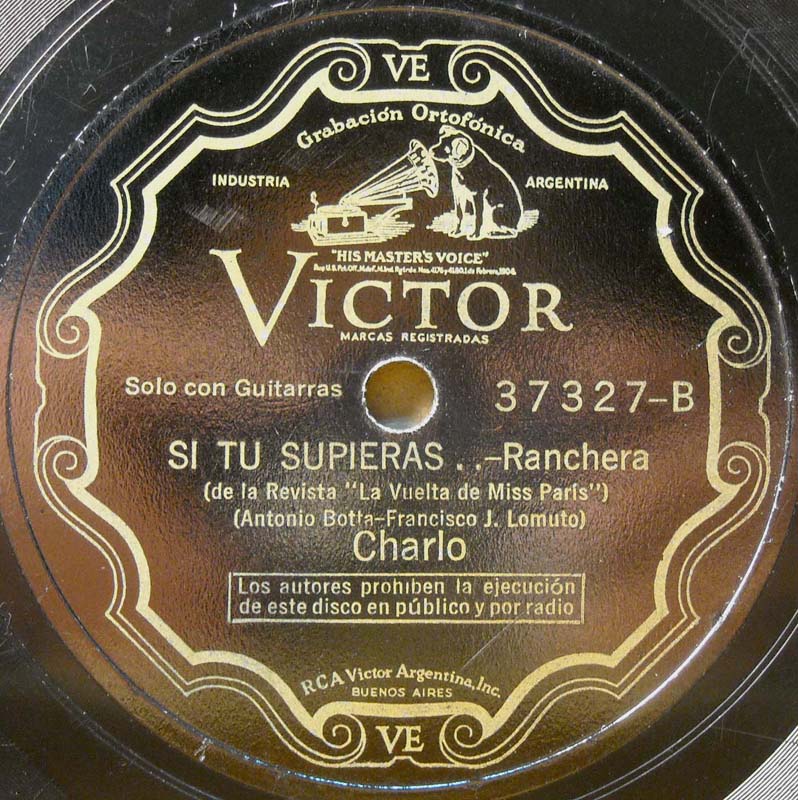 VE
Grabación Ortofónica
INDUSTRIA ARGENTINA
"HIS MASTER'S VOICE"
VICTOR
MARCAS REGISTRADAS
Solo con Guitarras 37327-B
SI TU SUPIERAS . .-Ranchera
(de la Revista "La Vuelta de Miss París")
(Antonio Botta-Francisco J. Lomuto)
Charlo
Los autores prohiben la ejecución
de este disco en público y por radio
RCA Victor Argentina, Inc.
BUENOS AIRES
VE